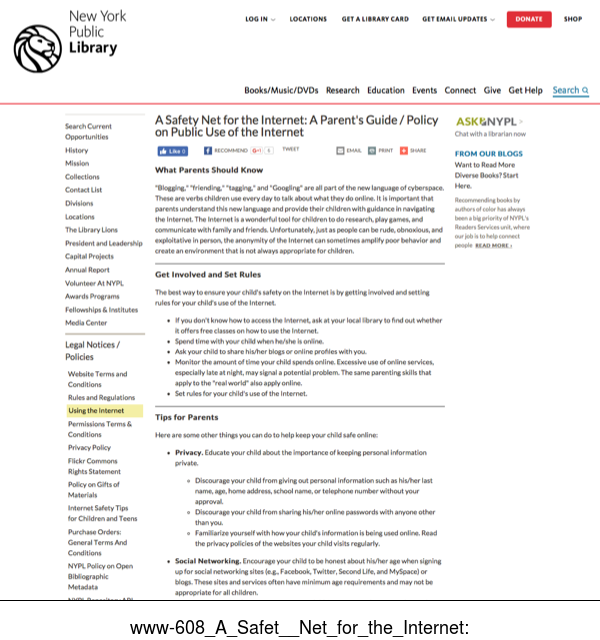 New York
Public
Library
LOG IN
LOCATIONS
GET A LIBRARY CARD
GET EMAIL UPDATES
DONATE
SHOP
Books/Music/DVDs Research Education Events Connect Give Get Help Search
Search Current
Opportunities
History
Mission
Collections
Contact List
Divisions
Locations
The Library Lions
President and Leadership
Capital Projects
Annual Report
Volunteer At NYPL
Awards Programs
Fellowships & Institutes
Media Center
Legal Notices /
Policies
Website Terms and
Conditions
Rules and Regulations
Using the Internet
Permissions Terms &
Conditions
Privacy Policy
Flickr Commons
Rights Statement
Policy on Gifts of
Materials
Internet Safety Tips
for Children and Teens
Purchase Orders:
General Terms And
Conditions
NYPL Policy on Open
Bibliographic
Metadata
A Safety Net for the Internet: A Parent's Guide / Policy
on Public Use of the Internet
Like 0 RECOMMEND G+1 5 TWEET EMAIL PRINT SHARE
What Parents Should Know
"Blogging," "friending," "tagging," and "Googling" are all part of the new language of cyberspace.
These are verbs children use every day to talk about what they do online. It is important that
parents understand this new language and provide their children with guidance in navigating
the Internet. The Internet is a wonderful tool for children to do research, play games, and
communicate with family and friends. Unfortunately, just as people can be rude, obnoxious, and
exploitative in person, the anonymity of the Internet can sometimes amplify poor behavior and
create an environment that is not always appropriate for children.
Get Involved and Set Rules
The best way to ensure your child's safety on the Internet is by getting involved and setting
rules for your child's use of the Internet.
• If you don't know how to access the Internet, ask at your local library to find out whether
it offers free classes on how to use the Internet.
• Spend time with your child when he/she is online.
• Ask your child to share his/her blogs or online profiles with you.
• Monitor the amount of time your child spends online. Excessive use of online services,
especially late at night, may signal a potential problem. The same parenting skills that
apply to the "real world" also apply online.
• Set rules for your child's use of the Internet.
Tips for Parents
Here are some other things you can do to help keep your child safe online:
• Privacy. Educate your child about the importance of keeping personal information
private.
Discourage your child from giving out personal information such as his/her last
name, age, home address, school name, or telephone number without your
approval.
Discourage your child from sharing his/her online passwords with anyone other
than you.
Familiarize yourself with how your child's information is being used online. Read
the privacy policies of the websites your child visits regularly.
• Social Networking. Encourage your child to be honest about his/her age when signing
up for social networking sites (e.g., Facebook, Twitter, Second Life, and MySpace) or
blogs. These sites and services often have minimum age requirements and may not be
appropriate for all children.
ASK NYPL
Chat with a librarian now
FROM OUR BLOGS
Want to Read More
Diverse Books? Start
Here.
Recommending books by
authors of color has always
been a big priority of NYPL's
Readers Services unit, where
our job is to help connect
people READ MORE ›
www-608_A_Safet__Net_for_the_Internet: